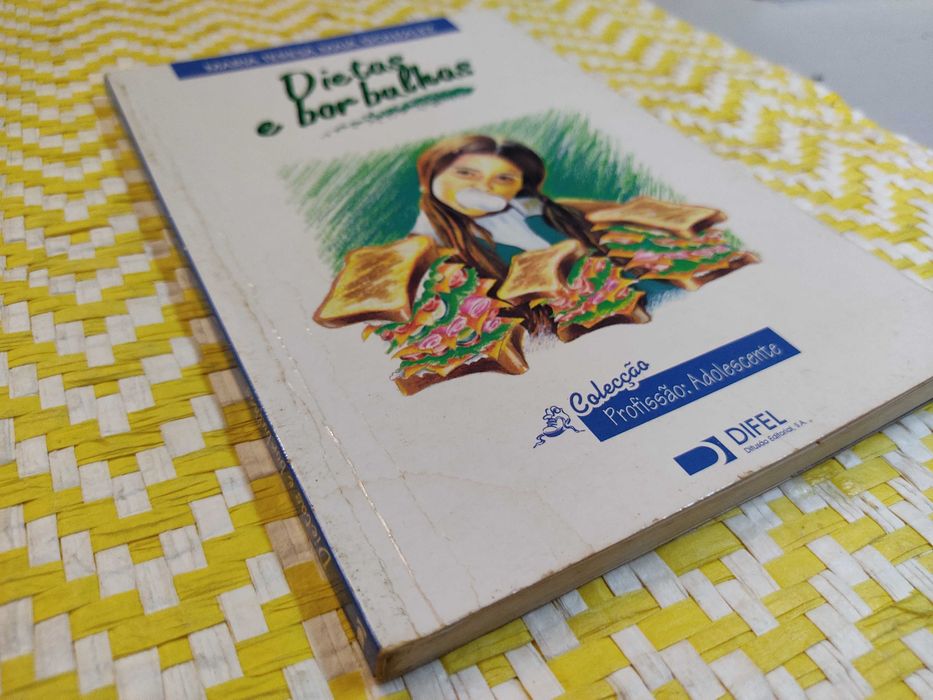 Dietas
e borbulhas
Colecção
Profissão: Adolescente
DIFEL
Difusão Editorial, S.A.